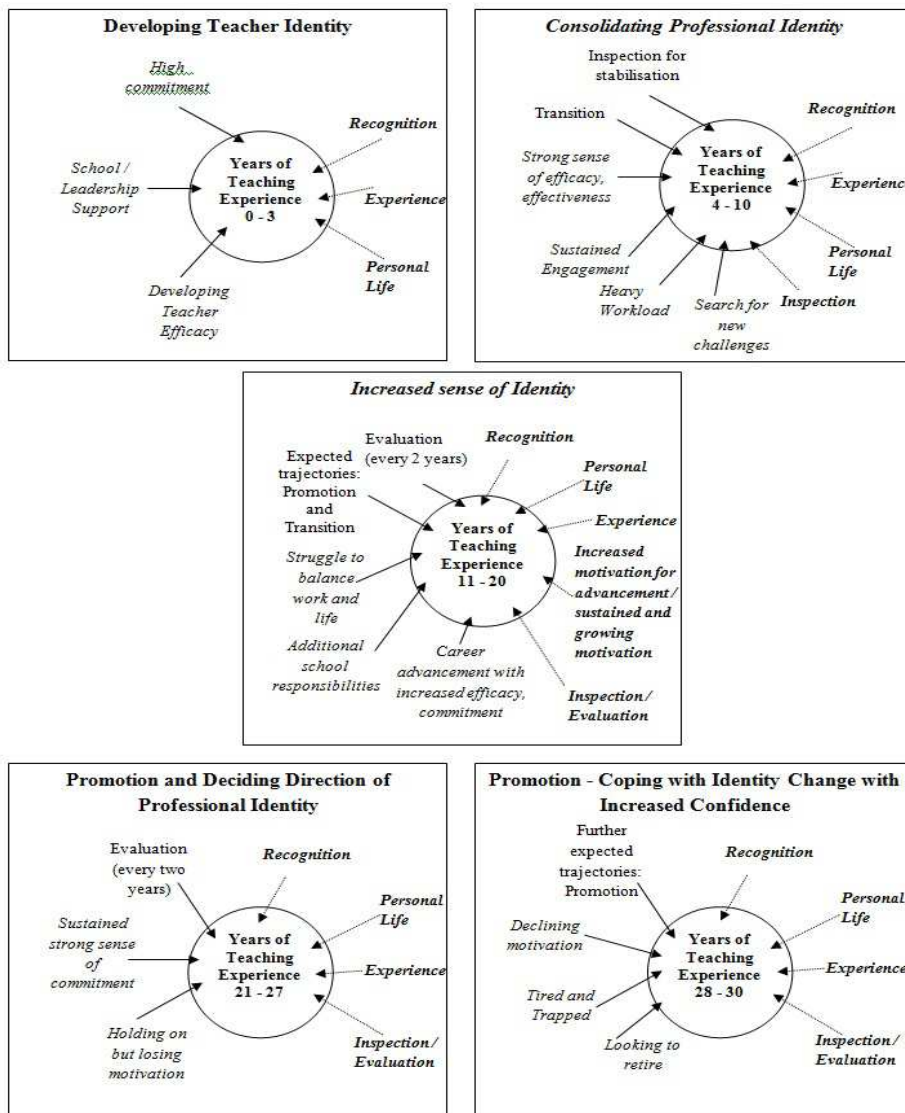 Developing Teacher Identity
High
commitment
School /
Leadership
Support
Developing
Teacher
Efficacy
Years of
Teaching
Experience
0 - 3
Recognition
Experience
Personal
Life
Consolidating Professional Identity
Inspection for
stabilisation
Transition
Strong sense
of efficacy,
effectiveness
Sustained
Engagement
Heavy
Workload
Search for
new
challenges
Years of
Teaching
Experience
4 - 10
Recognition
Experience
Personal
Life
Inspection
Increased sense of Identity
Evaluation
(every 2 years)
Expected
trajectories:
Promotion
and
Transition
Struggle to
balance
work and
life
Additional
school
responsibilities
Career
advancement with
increased efficacy,
commitment
Years of
Teaching
Experience
11 - 20
Recognition
Personal
Life
Experience
Increased
motivation for
advancement /
sustained and
growing
motivation
Inspection /
Evaluation
Promotion and Deciding Direction of
Professional Identity
Evaluation
(every two
years)
Sustained
strong sense
of
commitment
Holding on
but losing
motivation
Years of
Teaching
Experience
21 - 27
Recognition
Personal
Life
Experience
Inspection /
Evaluation
Promotion - Coping with Identity Change with
Increased Confidence
Further
expected
trajectories:
Promotion
Declining
motivation
Tired and
Trapped
Looking to
retire
Years of
Teaching
Experience
28 - 30
Recognition
Personal
Life
Experience
Inspection /
Evaluation